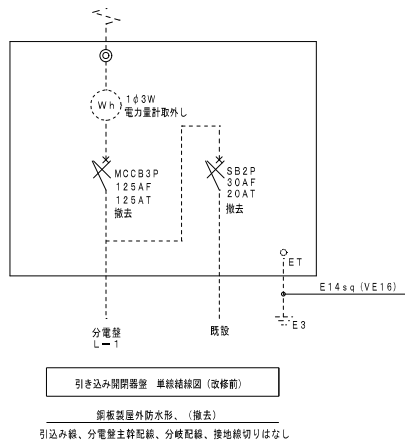 Wh
1φ3W
電力量計取外し
MCCB3P
125AF
125AT
撤去
SB2P
30AF
20AT
撤去
ET
E14sq(VE16)
E3
分電盤
L-1
既設
引き込み開閉器盤 単線結線図(改修前)
鋼板製屋外防水形、(撤去)
引込み線、分電盤主幹配線、分岐配線、接地線切りはなし